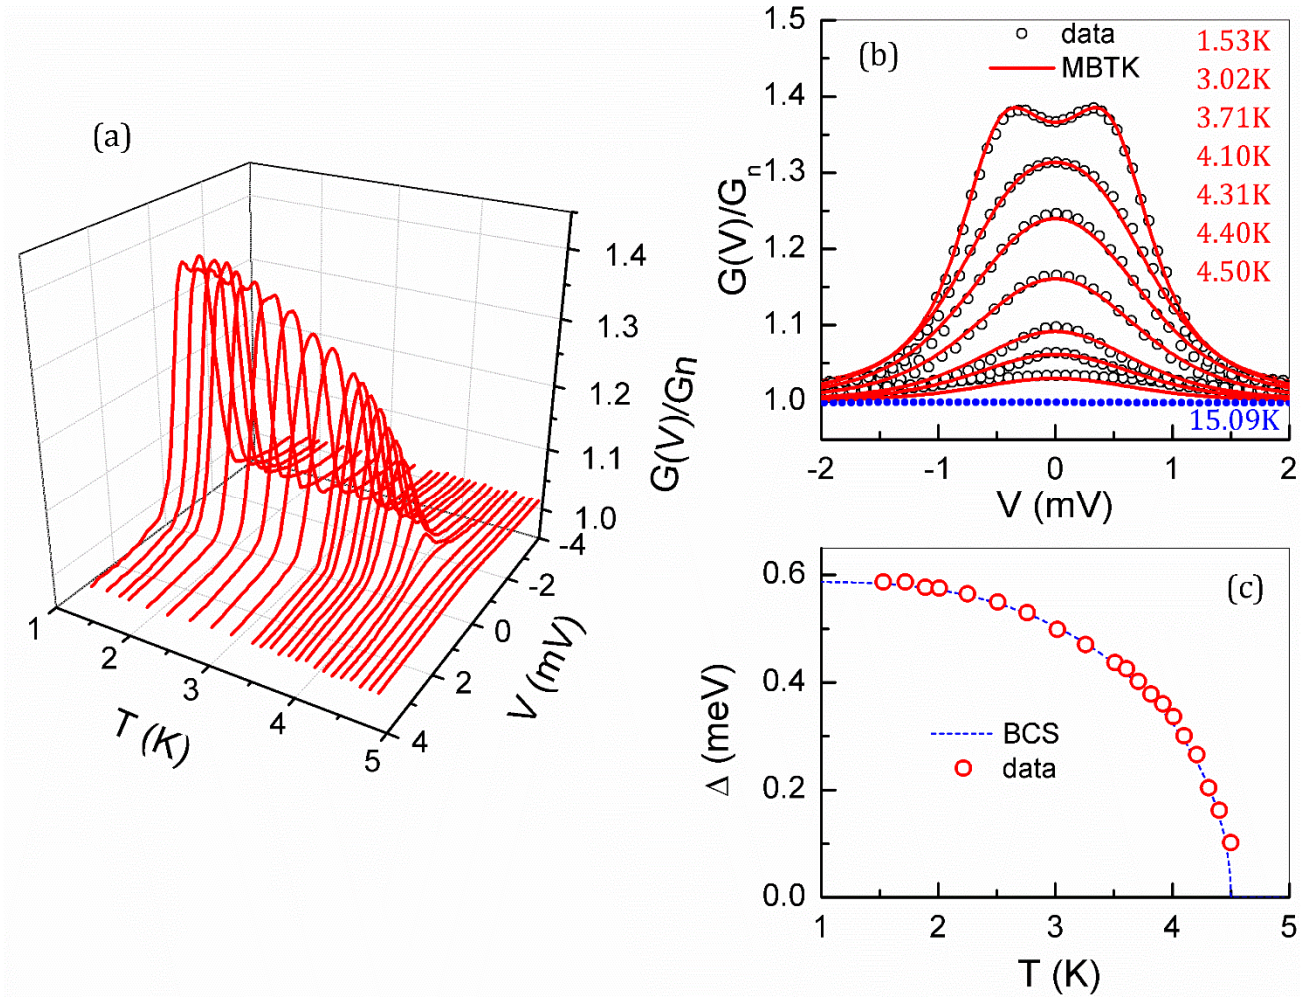 (a)
1.4
1.3
1.2
1.1
1.0
G(V)/Gn
-4
-2
0
2
4
V (mV)
1
2
3
4
5
T (K)
(b)
data
MBTK
1.53K
3.02K
3.71K
4.10K
4.31K
4.40K
4.50K
15.09K
1.5
1.4
1.3
1.2
1.1
1.0
G(V)/Gn
-2
-1
0
1
2
V (mV)
(c)
BCS
data
0.6
0.4
0.2
0.0
Δ (meV)
1
2
3
4
5
T (K)